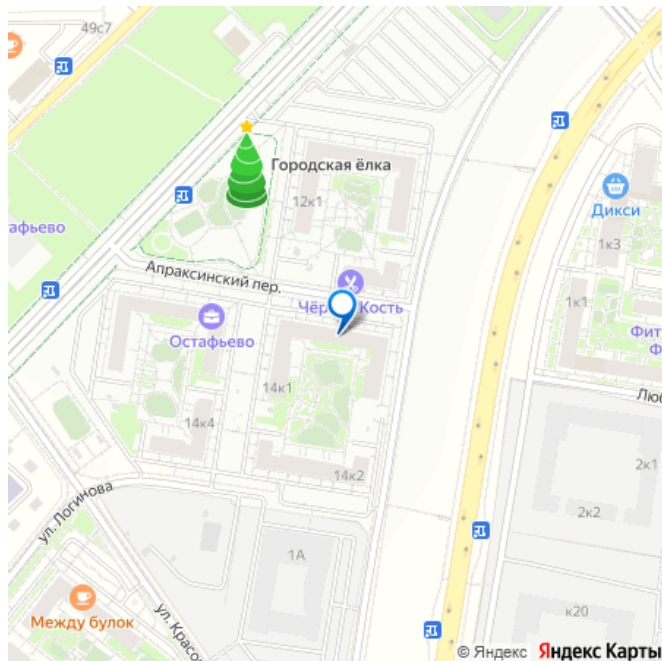 49с7
Городская ёлка
12к1
Дикси
1к3
афьево
Апраксинский пер.
Чёр
Кость
1к1
Остафьево
Фит
Ф
14к1
Люб
14к4
14к2
2к1
ул. Логинова
2к2
1А
Между булок
ул. Красо
к20
© Яндекс Яндекс Карты